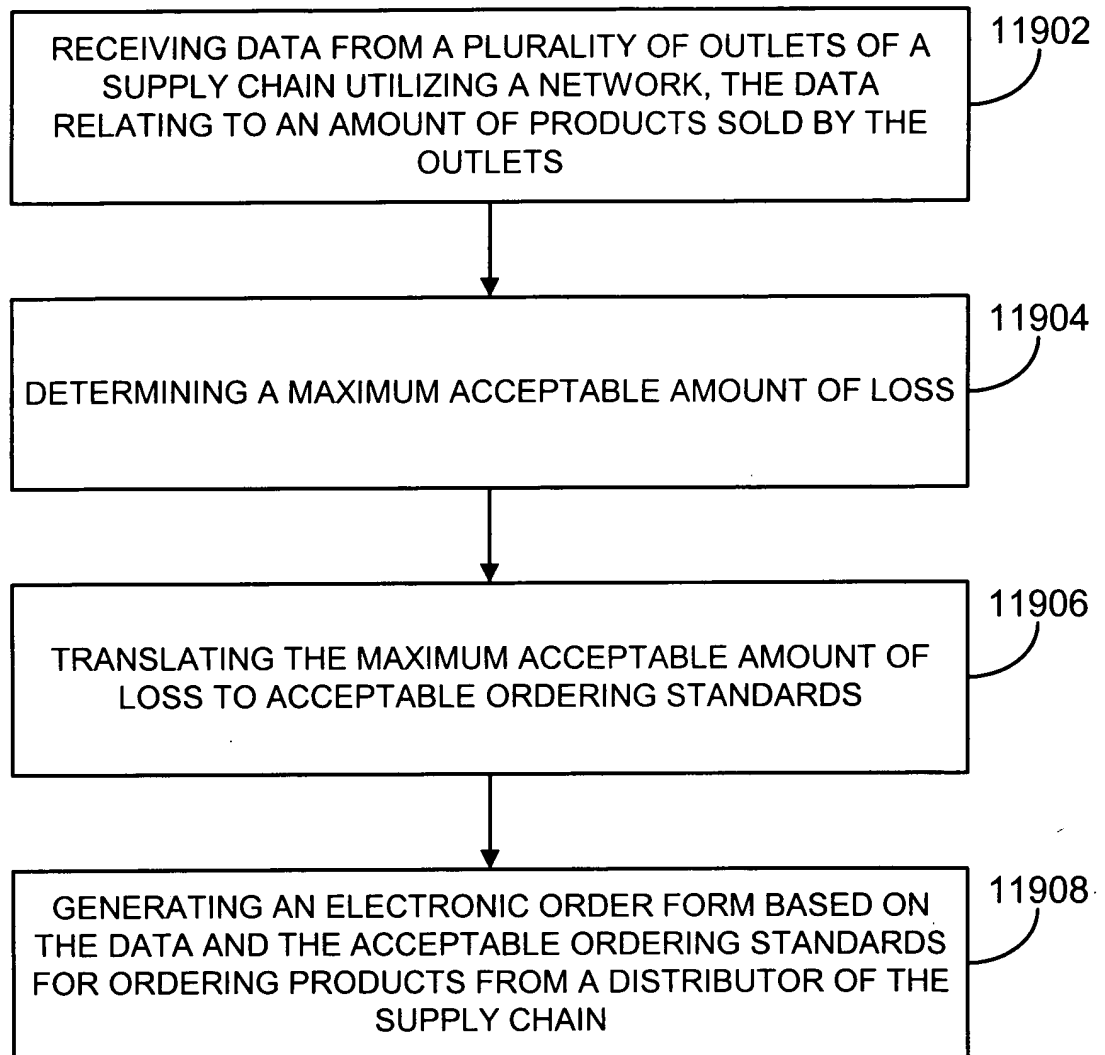 RECEIVING DATA FROM A PLURALITY OF OUTLETS OF A
SUPPLY CHAIN UTILIZING A NETWORK, THE DATA
RELATING TO AN AMOUNT OF PRODUCTS SOLD BY THE
OUTLETS
11902
DETERMINING A MAXIMUM ACCEPTABLE AMOUNT OF LOSS
11904
TRANSLATING THE MAXIMUM ACCEPTABLE AMOUNT OF
LOSS TO ACCEPTABLE ORDERING STANDARDS
11906
GENERATING AN ELECTRONIC ORDER FORM BASED ON
THE DATA AND THE ACCEPTABLE ORDERING STANDARDS
FOR ORDERING PRODUCTS FROM A DISTRIBUTOR OF THE
SUPPLY CHAIN
11908